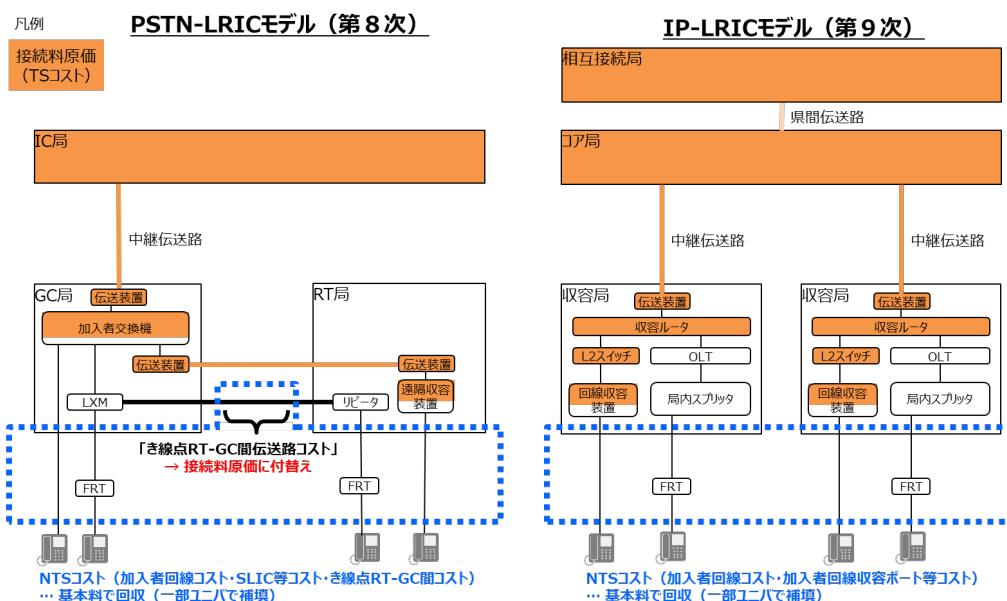 凡例
接続料原価
（TSコスト）
PSTN-LRICモデル（第８次）
IC局
中継伝送路
GC局
伝送装置
加入者交換機
伝送装置
LXM
RT局
伝送装置
遠隔収容
装置
リピータ
「き線点RT-GC間伝送路コスト」
→ 接続料原価に付替え
FRT
FRT
NTSコスト（加入者回線コスト・SLIC等コスト・き線点RT-GC間コスト）
… 基本料で回収（一部ユニバで補填）
IP-LRICモデル（第９次）
相互接続局
県間伝送路
コア局
中継伝送路
中継伝送路
収容局
伝送装置
収容ルータ
L2スイッチ
OLT
回線収容
装置
局内スプリッタ
FRT
収容局
伝送装置
収容ルータ
L2スイッチ
OLT
回線収容
装置
局内スプリッタ
FRT
NTSコスト（加入者回線コスト・加入者回線収容ポート等コスト）
… 基本料で回収（一部ユニバで補填）